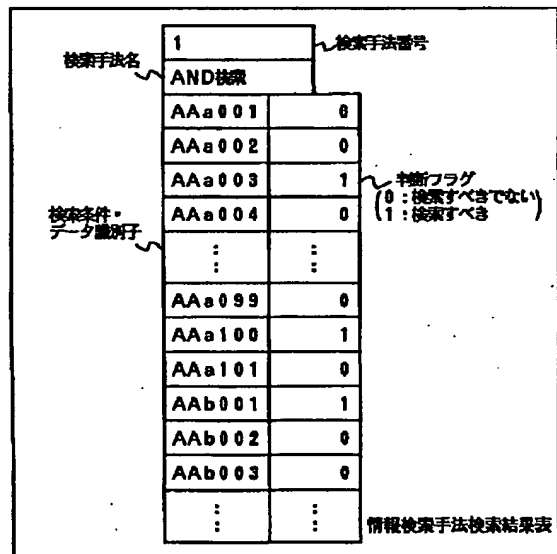 1
検索手法番号
検索手法名
AND検索
AAa001 0
AAa002 0
AAa003 1
判断フラグ
(0:検索すべきでない
1:検索すべき
AAa004 0
検索条件・
データ識別子
⋮ ⋮
AAa099 0
AAa100 1
AAa101 0
AAb001 1
AAb002 0
AAb003 0
⋮ ⋮
情報検索手法検索結果表